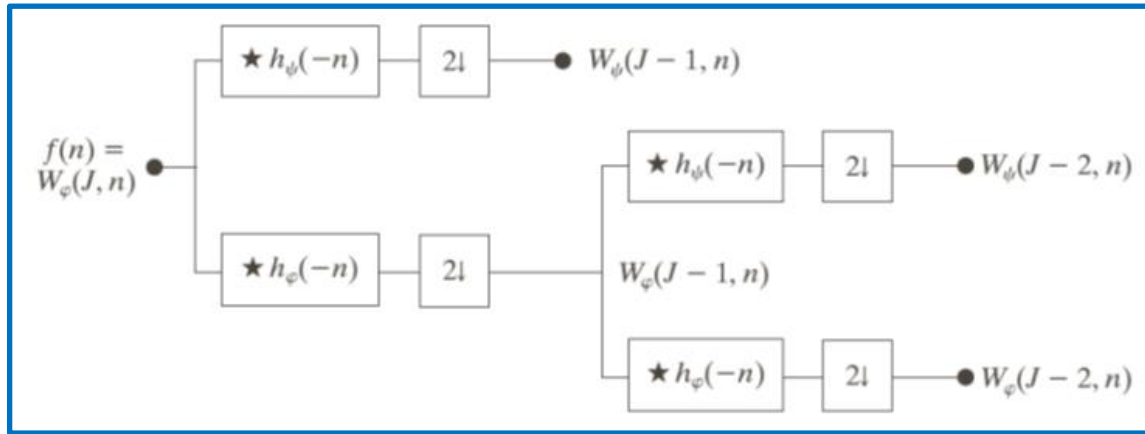 ★ h_ψ(−n) 2↓ W_ψ(J − 1, n)
f(n) =
W_φ(J, n)
★ h_ψ(−n) 2↓ W_ψ(J − 2, n)
★ h_φ(−n) 2↓ W_φ(J − 1, n)
★ h_φ(−n) 2↓ W_φ(J − 2, n)